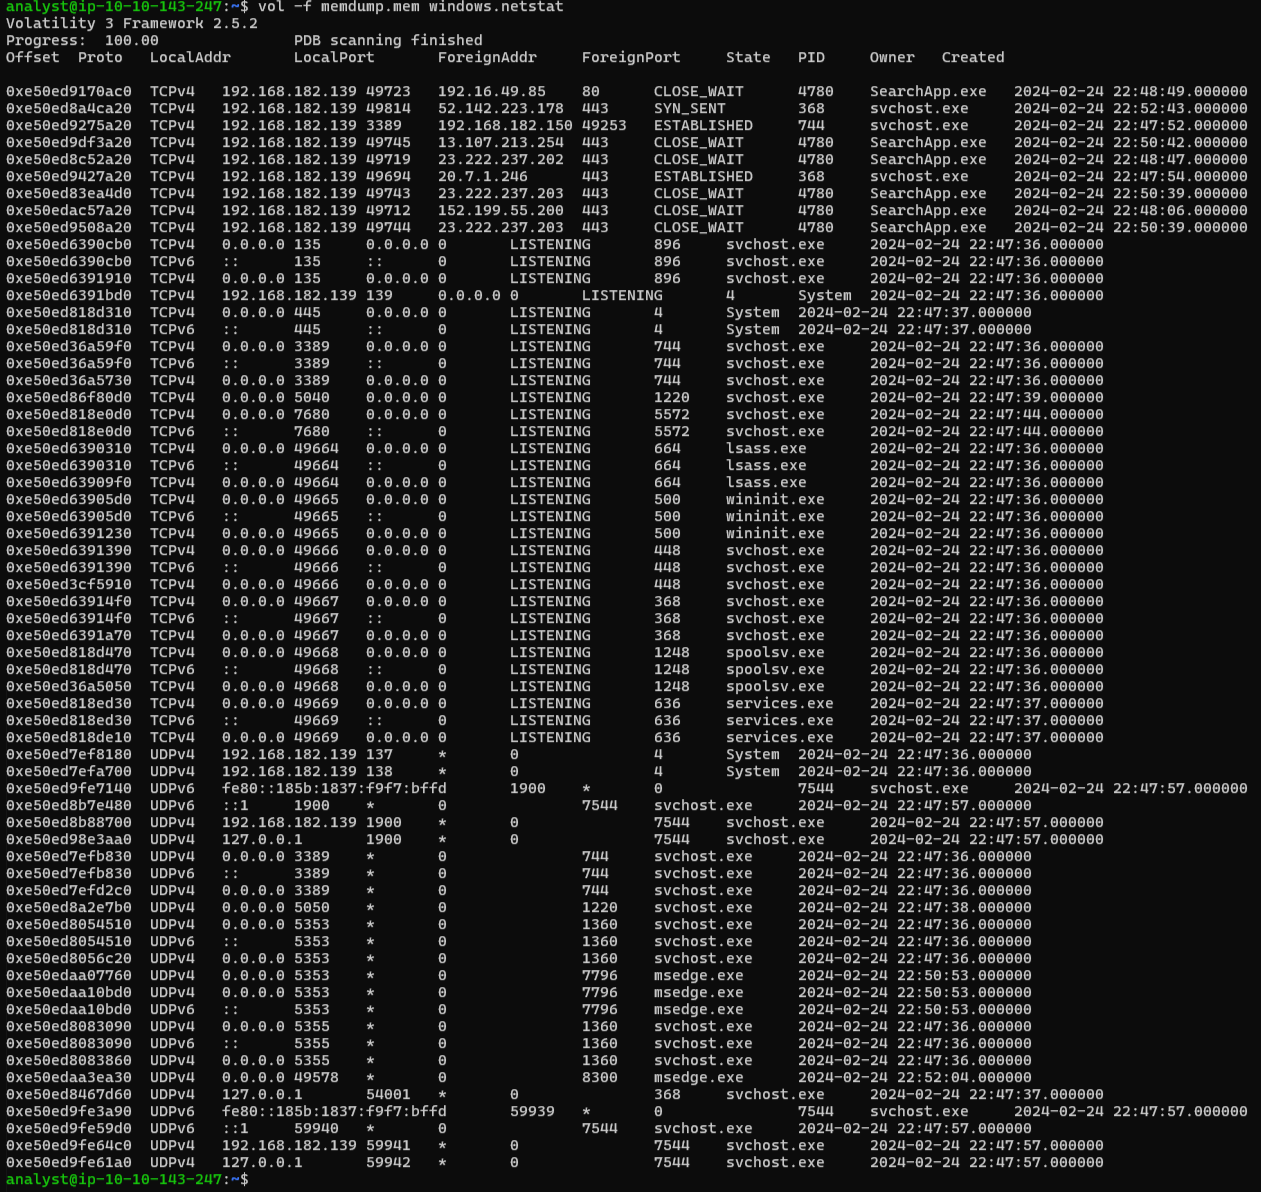 analyst@ip-10-10-143-247:~$ vol -f memdump.mem windows.netstat
Volatility 3 Framework 2.5.2
Progress:  100.00               PDB scanning finished
Offset  Proto   LocalAddr       LocalPort       ForeignAddr     ForeignPort     State   PID     Owner   Created

0xe50ed9170ac0  TCPv4   192.168.182.139 49723   192.16.49.85    80      CLOSE_WAIT      4780    SearchApp.exe   2024-02-24 22:48:49.000000
0xe50ed8a4ca20  TCPv4   192.168.182.139 49814   52.142.223.178  443     SYN_SENT        368     svchost.exe     2024-02-24 22:52:43.000000
0xe50ed9275a20  TCPv4   192.168.182.139 3389    192.168.182.150 49253   ESTABLISHED     744     svchost.exe     2024-02-24 22:47:52.000000
0xe50ed9df3a20  TCPv4   192.168.182.139 49745   13.107.213.254  443     CLOSE_WAIT      4780    SearchApp.exe   2024-02-24 22:50:42.000000
0xe50ed8c52a20  TCPv4   192.168.182.139 49719   23.222.237.202  443     CLOSE_WAIT      4780    SearchApp.exe   2024-02-24 22:48:47.000000
0xe50ed9427a20  TCPv4   192.168.182.139 49694   20.7.1.246      443     ESTABLISHED     368     svchost.exe     2024-02-24 22:47:54.000000
0xe50ed83ea4d0  TCPv4   192.168.182.139 49743   23.222.237.203  443     CLOSE_WAIT      4780    SearchApp.exe   2024-02-24 22:50:39.000000
0xe50edac57a20  TCPv4   192.168.182.139 49712   152.199.55.200  443     CLOSE_WAIT      4780    SearchApp.exe   2024-02-24 22:48:06.000000
0xe50ed9508a20  TCPv4   192.168.182.139 49744   23.222.237.203  443     CLOSE_WAIT      4780    SearchApp.exe   2024-02-24 22:50:39.000000
0xe50ed6390cb0  TCPv4   0.0.0.0 135     0.0.0.0 0       LISTENING       896     svchost.exe     2024-02-24 22:47:36.000000
0xe50ed6390cb0  TCPv6   ::      135     ::      0       LISTENING       896     svchost.exe     2024-02-24 22:47:36.000000
0xe50ed6391910  TCPv4   0.0.0.0 135     0.0.0.0 0       LISTENING       896     svchost.exe     2024-02-24 22:47:36.000000
0xe50ed6391bd0  TCPv4   192.168.182.139 139     0.0.0.0 0       LISTENING       4       System  2024-02-24 22:47:36.000000
0xe50ed818d310  TCPv4   0.0.0.0 445     0.0.0.0 0       LISTENING       4       System  2024-02-24 22:47:37.000000
0xe50ed818d310  TCPv6   ::      445     ::      0       LISTENING       4       System  2024-02-24 22:47:37.000000
0xe50ed36a59f0  TCPv4   0.0.0.0 3389    0.0.0.0 0       LISTENING       744     svchost.exe     2024-02-24 22:47:36.000000
0xe50ed36a59f0  TCPv6   ::      3389    ::      0       LISTENING       744     svchost.exe     2024-02-24 22:47:36.000000
0xe50ed36a5730  TCPv4   0.0.0.0 3389    0.0.0.0 0       LISTENING       744     svchost.exe     2024-02-24 22:47:36.000000
0xe50ed86f80d0  TCPv4   0.0.0.0 5040    0.0.0.0 0       LISTENING       1220    svchost.exe     2024-02-24 22:47:39.000000
0xe50ed818e0d0  TCPv4   0.0.0.0 7680    0.0.0.0 0       LISTENING       5572    svchost.exe     2024-02-24 22:47:44.000000
0xe50ed818e0d0  TCPv6   ::      7680    ::      0       LISTENING       5572    svchost.exe     2024-02-24 22:47:44.000000
0xe50ed6390310  TCPv4   0.0.0.0 49664   0.0.0.0 0       LISTENING       664     lsass.exe       2024-02-24 22:47:36.000000
0xe50ed6390310  TCPv6   ::      49664   ::      0       LISTENING       664     lsass.exe       2024-02-24 22:47:36.000000
0xe50ed63909f0  TCPv4   0.0.0.0 49664   0.0.0.0 0       LISTENING       664     lsass.exe       2024-02-24 22:47:36.000000
0xe50ed63905d0  TCPv4   0.0.0.0 49665   0.0.0.0 0       LISTENING       500     wininit.exe     2024-02-24 22:47:36.000000
0xe50ed63905d0  TCPv6   ::      49665   ::      0       LISTENING       500     wininit.exe     2024-02-24 22:47:36.000000
0xe50ed6391230  TCPv4   0.0.0.0 49665   0.0.0.0 0       LISTENING       500     wininit.exe     2024-02-24 22:47:36.000000
0xe50ed6391390  TCPv4   0.0.0.0 49666   0.0.0.0 0       LISTENING       448     svchost.exe     2024-02-24 22:47:36.000000
0xe50ed6391390  TCPv6   ::      49666   ::      0       LISTENING       448     svchost.exe     2024-02-24 22:47:36.000000
0xe50ed3cf5910  TCPv4   0.0.0.0 49666   0.0.0.0 0       LISTENING       448     svchost.exe     2024-02-24 22:47:36.000000
0xe50ed63914f0  TCPv4   0.0.0.0 49667   0.0.0.0 0       LISTENING       368     svchost.exe     2024-02-24 22:47:36.000000
0xe50ed63914f0  TCPv6   ::      49667   ::      0       LISTENING       368     svchost.exe     2024-02-24 22:47:36.000000
0xe50ed6391a70  TCPv4   0.0.0.0 49667   0.0.0.0 0       LISTENING       368     svchost.exe     2024-02-24 22:47:36.000000
0xe50ed818d470  TCPv4   0.0.0.0 49668   0.0.0.0 0       LISTENING       1248    spoolsv.exe     2024-02-24 22:47:36.000000
0xe50ed818d470  TCPv6   ::      49668   ::      0       LISTENING       1248    spoolsv.exe     2024-02-24 22:47:36.000000
0xe50ed36a5050  TCPv4   0.0.0.0 49668   0.0.0.0 0       LISTENING       1248    spoolsv.exe     2024-02-24 22:47:36.000000
0xe50ed818ed30  TCPv4   0.0.0.0 49669   0.0.0.0 0       LISTENING       636     services.exe    2024-02-24 22:47:37.000000
0xe50ed818ed30  TCPv6   ::      49669   ::      0       LISTENING       636     services.exe    2024-02-24 22:47:37.000000
0xe50ed818de10  TCPv4   0.0.0.0 49669   0.0.0.0 0       LISTENING       636     services.exe    2024-02-24 22:47:37.000000
0xe50ed7ef8180  UDPv4   192.168.182.139 137     *       0               4       System  2024-02-24 22:47:36.000000
0xe50ed7efa700  UDPv4   192.168.182.139 138     *       0               4       System  2024-02-24 22:47:36.000000
0xe50ed9fe7140  UDPv6   fe80::185b:1837:f9f7:bffd       1900    *       0               7544    svchost.exe     2024-02-24 22:47:57.000000
0xe50ed8b7e480  UDPv6   ::1     1900    *       0               7544    svchost.exe     2024-02-24 22:47:57.000000
0xe50ed8b88700  UDPv4   192.168.182.139 1900    *       0               7544    svchost.exe     2024-02-24 22:47:57.000000
0xe50ed98e3aa0  UDPv4   127.0.0.1       1900    *       0               7544    svchost.exe     2024-02-24 22:47:57.000000
0xe50ed7efb830  UDPv4   0.0.0.0 3389    *       0               744     svchost.exe     2024-02-24 22:47:36.000000
0xe50ed7efb830  UDPv6   ::      3389    *       0               744     svchost.exe     2024-02-24 22:47:36.000000
0xe50ed7efd2c0  UDPv4   0.0.0.0 3389    *       0               744     svchost.exe     2024-02-24 22:47:36.000000
0xe50ed8a2e7b0  UDPv4   0.0.0.0 5050    *       0               1220    svchost.exe     2024-02-24 22:47:38.000000
0xe50ed8054510  UDPv4   0.0.0.0 5353    *       0               1360    svchost.exe     2024-02-24 22:47:36.000000
0xe50ed8054510  UDPv6   ::      5353    *       0               1360    svchost.exe     2024-02-24 22:47:36.000000
0xe50ed8056c20  UDPv4   0.0.0.0 5353    *       0               1360    svchost.exe     2024-02-24 22:47:36.000000
0xe50edaa07760  UDPv4   0.0.0.0 5353    *       0               7796    msedge.exe      2024-02-24 22:50:53.000000
0xe50edaa10bd0  UDPv4   0.0.0.0 5353    *       0               7796    msedge.exe      2024-02-24 22:50:53.000000
0xe50edaa10bd0  UDPv6   ::      5353    *       0               7796    msedge.exe      2024-02-24 22:50:53.000000
0xe50ed8083090  UDPv4   0.0.0.0 5355    *       0               1360    svchost.exe     2024-02-24 22:47:36.000000
0xe50ed8083090  UDPv6   ::      5355    *       0               1360    svchost.exe     2024-02-24 22:47:36.000000
0xe50ed8083860  UDPv4   0.0.0.0 5355    *       0               1360    svchost.exe     2024-02-24 22:47:36.000000
0xe50edaa3ea30  UDPv4   0.0.0.0 49578   *       0               8300    msedge.exe      2024-02-24 22:52:04.000000
0xe50ed8467d60  UDPv4   127.0.0.1       54001   *       0               368     svchost.exe     2024-02-24 22:47:37.000000
0xe50ed9fe3a90  UDPv6   fe80::185b:1837:f9f7:bffd       59939   *       0               7544    svchost.exe     2024-02-24 22:47:57.000000
0xe50ed9fe59d0  UDPv6   ::1     59940   *       0               7544    svchost.exe     2024-02-24 22:47:57.000000
0xe50ed9fe64c0  UDPv4   192.168.182.139 59941   *       0               7544    svchost.exe     2024-02-24 22:47:57.000000
0xe50ed9fe61a0  UDPv4   127.0.0.1       59942   *       0               7544    svchost.exe     2024-02-24 22:47:57.000000
analyst@ip-10-10-143-247:~$